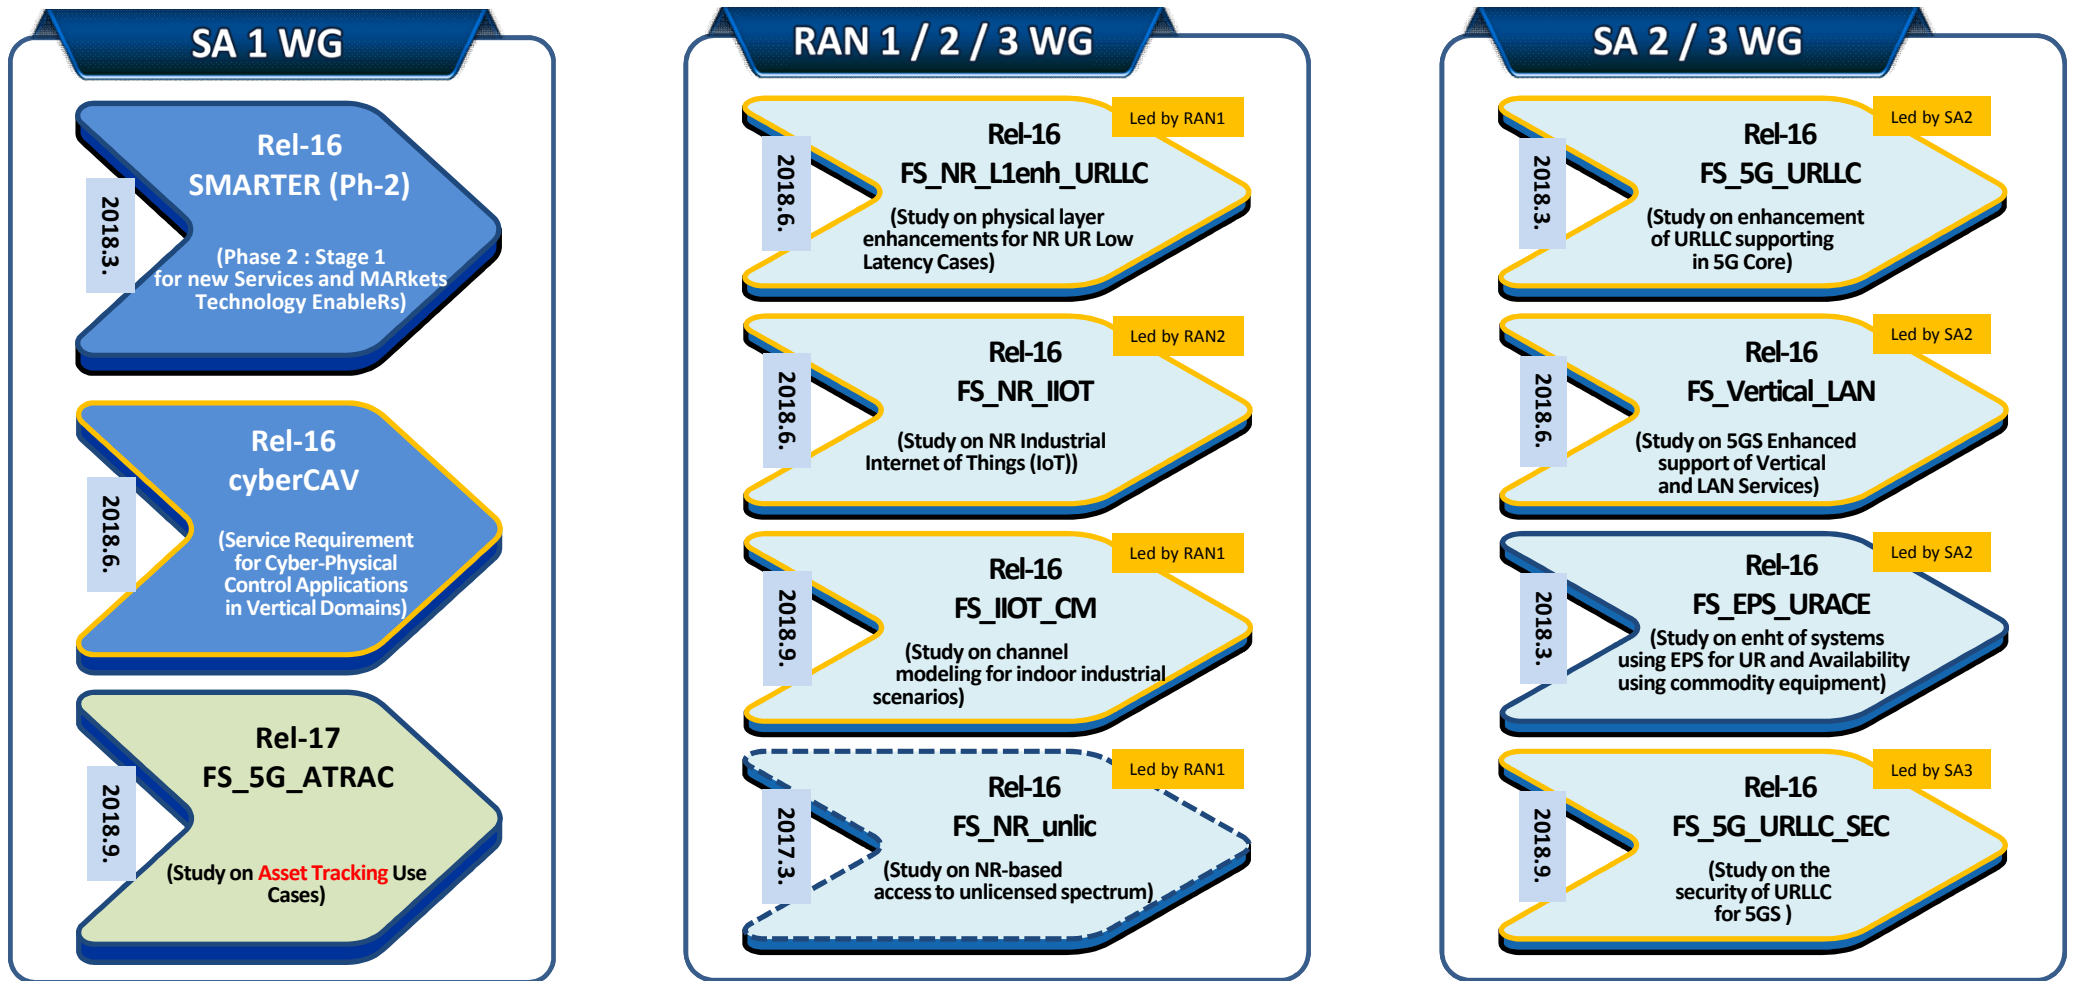 SA 1 WG
Rel-16
SMARTER (Ph-2)
2018.3.
(Phase 2 : Stage 1
for new Services and MARkets
Technology EnableRs)
Rel-16
cyberCAV
2018.6.
(Service Requirement
for Cyber-Physical
Control Applications
in Vertical Domains)
Rel-17
FS_5G_ATRAC
2018.9.
(Study on Asset Tracking Use
Cases)
RAN 1 / 2 / 3 WG
Led by RAN1
Rel-16
FS_NR_L1enh_URLLC
2018.6.
(Study on physical layer
enhancements for NR UR Low
Latency Cases)
Led by RAN2
Rel-16
FS_NR_IIOT
2018.6.
(Study on NR Industrial
Internet of Things (IoT))
Led by RAN1
Rel-16
FS_IIOT_CM
2018.9.
(Study on channel
modeling for indoor industrial
scenarios)
Led by RAN1
Rel-16
FS_NR_unlic
2017.3.
(Study on NR-based
access to unlicensed spectrum)
SA 2 / 3 WG
Led by SA2
Rel-16
FS_5G_URLLC
2018.3.
(Study on enhancement
of URLLC supporting
in 5G Core)
Led by SA2
Rel-16
FS_Vertical_LAN
2018.6.
(Study on 5GS Enhanced
support of Vertical
and LAN Services)
Led by SA2
Rel-16
FS_EPS_URACE
2018.3.
(Study on enht of systems
using EPS for UR and Availability
using commodity equipment)
Led by SA3
Rel-16
FS_5G_URLLC_SEC
2018.9.
(Study on the
security of URLLC
for 5GS )